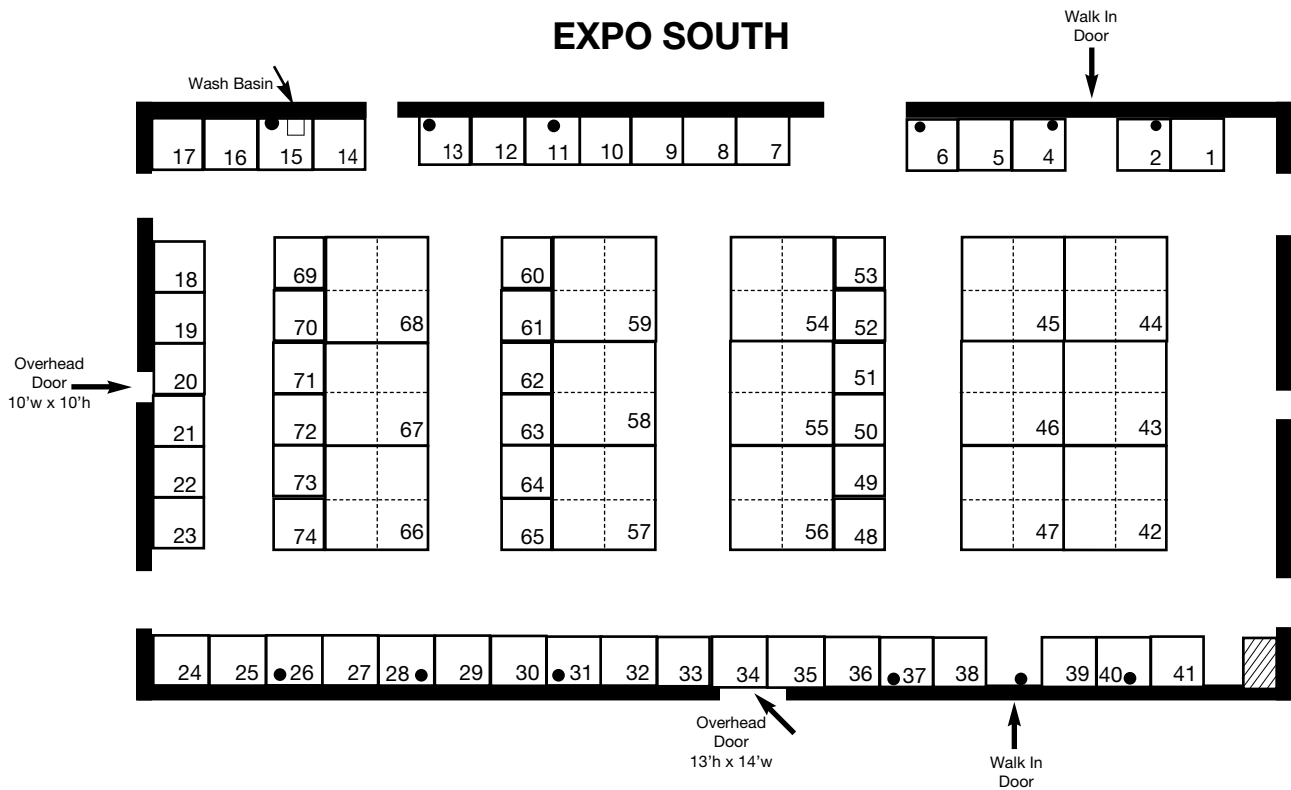 EXPO SOUTH
Walk In
Door
Wash Basin
17 16 15 14 13 12 11 10 9 8 7 6 5 4 2 1
18 69 60 53
19 70 68 61 59 54 52 45 44
Overhead
Door
10'w x 10'h
20 71 62 51
21 72 67 63 58 55 50 46 43
22 73 64 49
23 74 66 65 57 56 48 47 42
24 25 26 27 28 29 30 31 32 33 34 35 36 37 38 39 40 41
Overhead
Door
13'h x 14'w
Walk In
Door